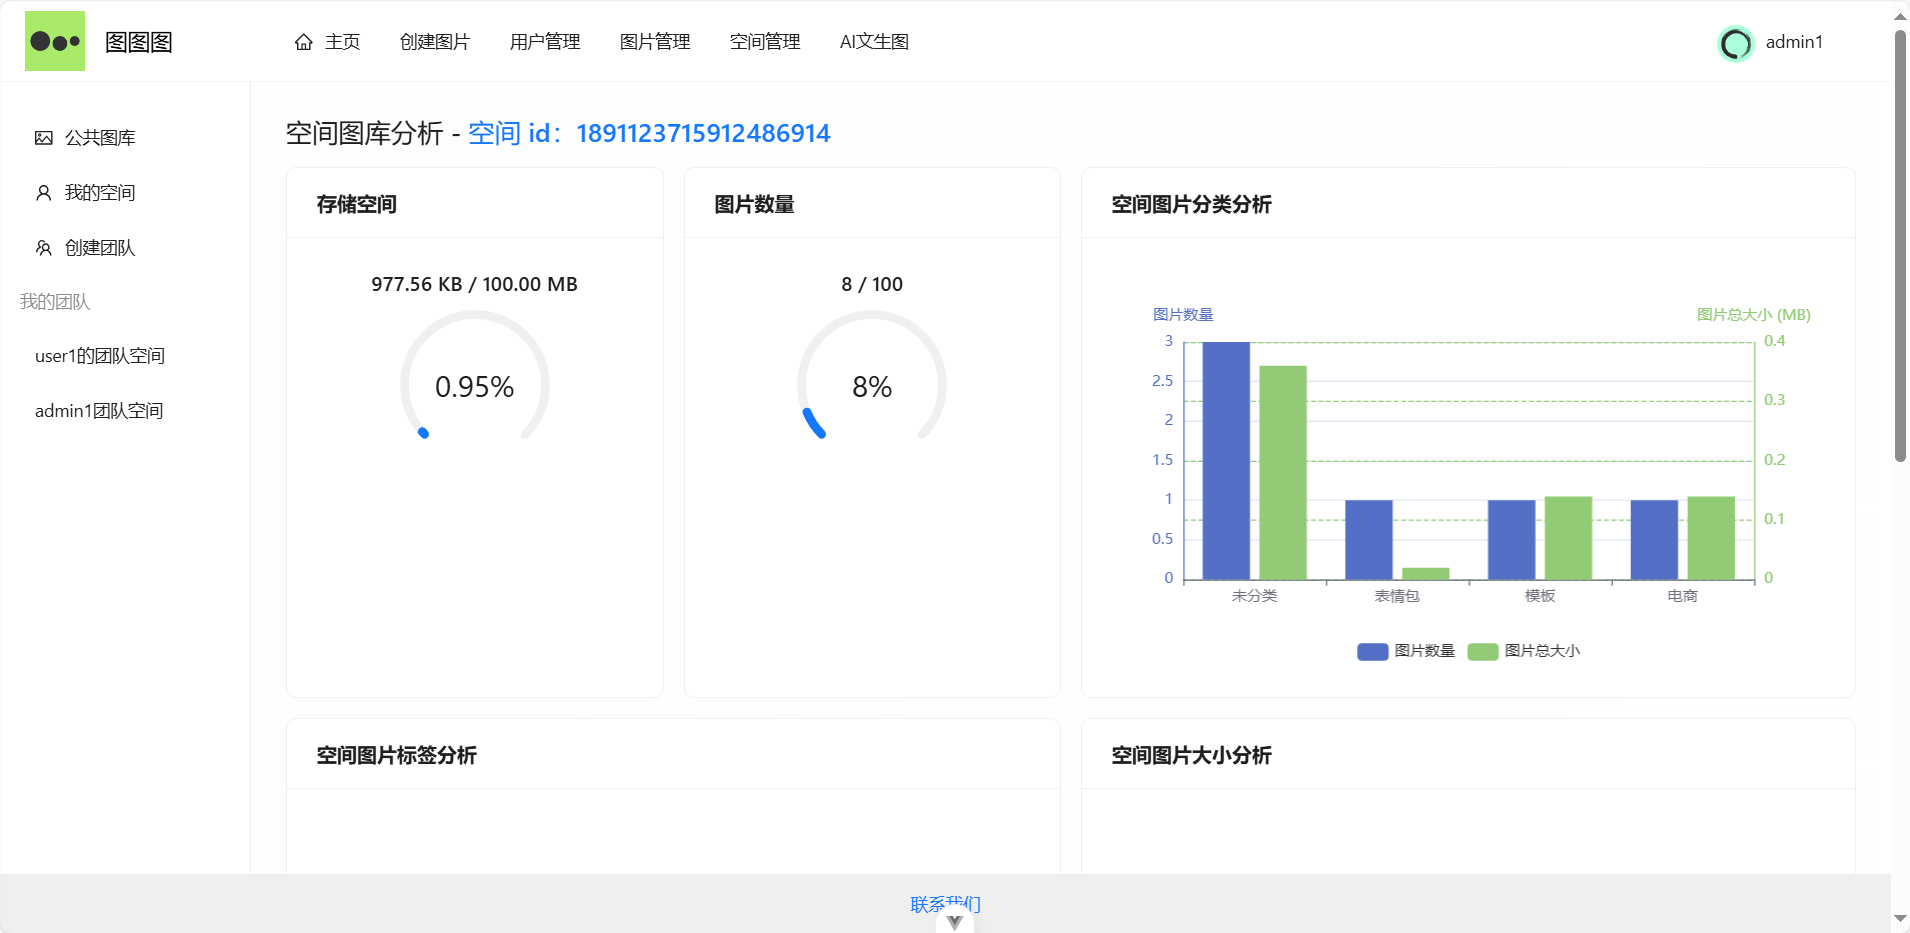 图图图
主页
创建图片
用户管理
图片管理
空间管理
AI文生图
admin1
公共图库
我的空间
创建团队
我的团队
user1的团队空间
admin1团队空间
空间图库分析 - 空间 id：1891123715912486914
存储空间
977.56 KB / 100.00 MB
0.95%
图片数量
8 / 100
8%
空间图片分类分析
图片数量
图片总大小 (MB)
3
2.5
2
1.5
1
0.5
0
0.4
0.3
0.2
0.1
0
未分类
表情包
模板
电商
图片数量
图片总大小
空间图片标签分析
空间图片大小分析
联系我们